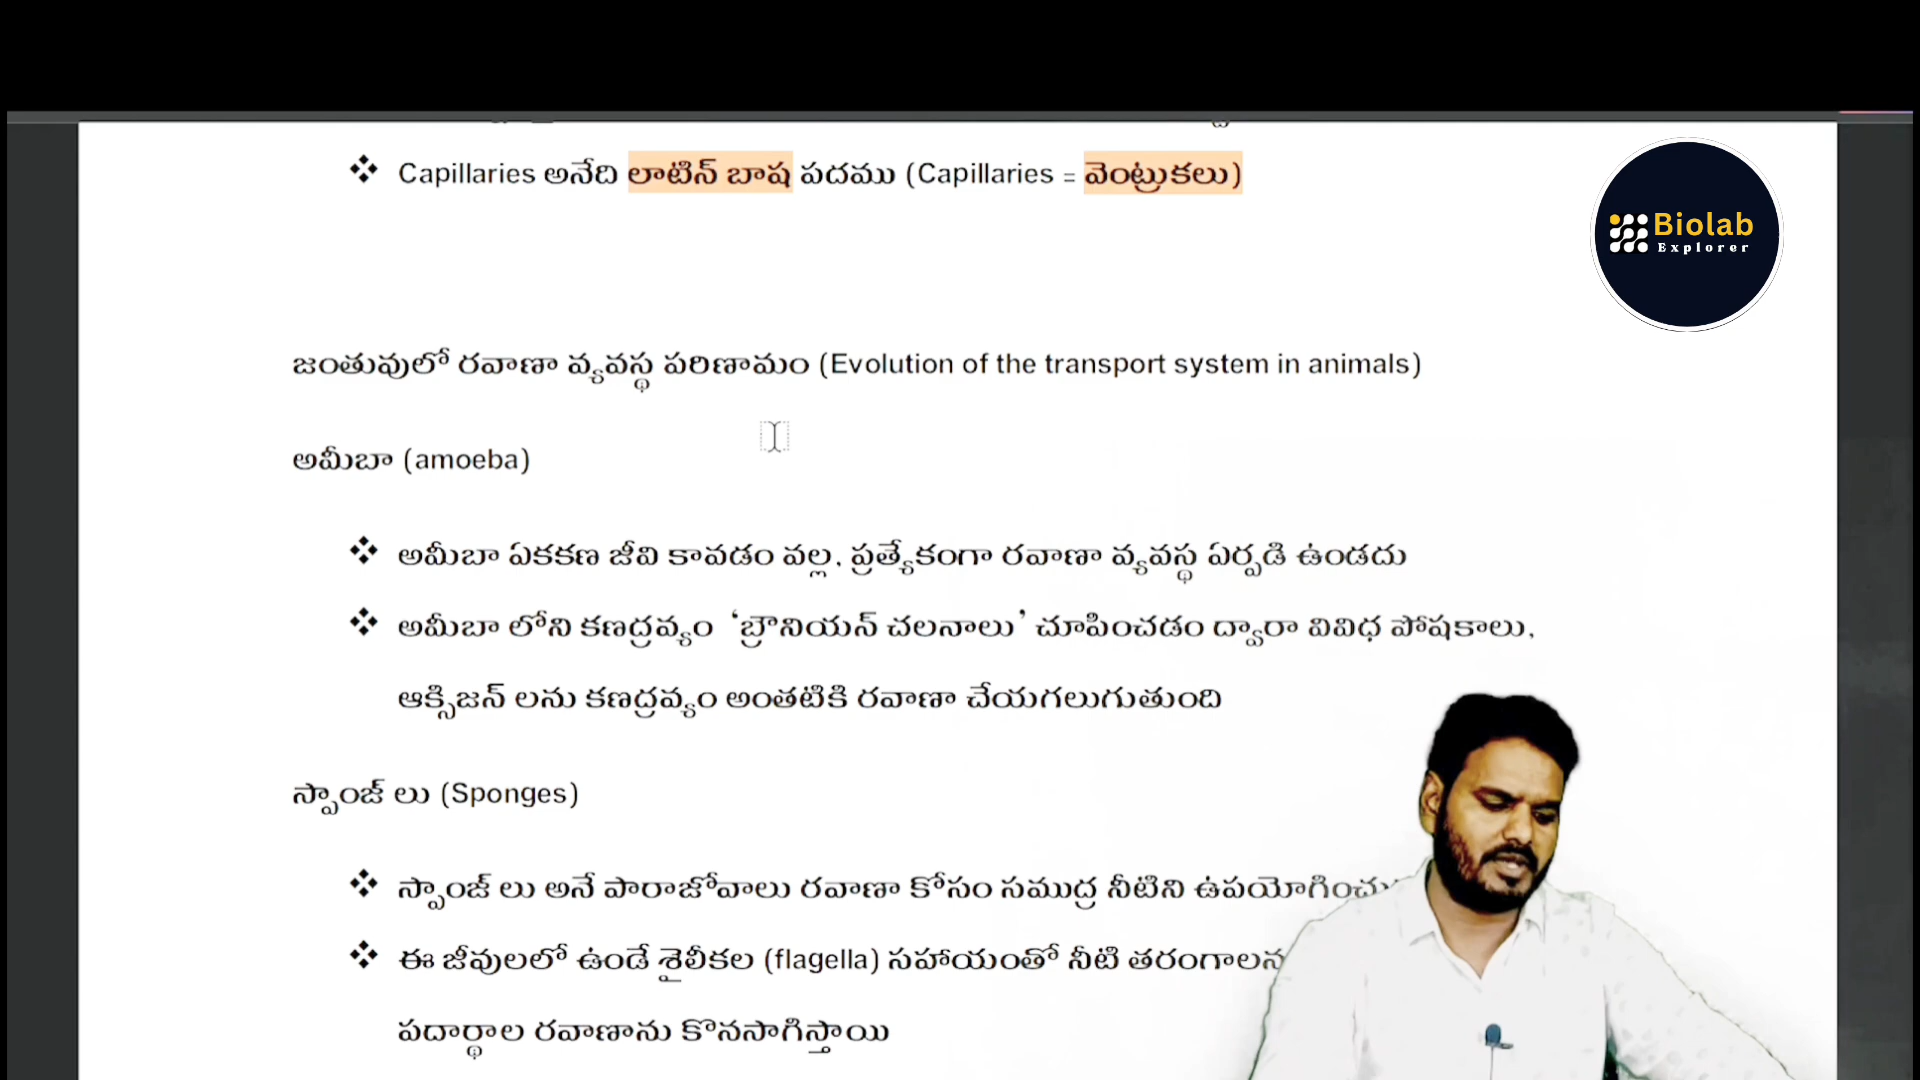 ❖ Capillaries అనేది లాటిన్ బాష పదము (Capillaries = వెంట్రుకలు)
Biolab
Explorer
జంతువులో రవాణా వ్యవస్థ పరిణామం (Evolution of the transport system in animals)
అమీబా (amoeba)
❖ అమీబా ఏకకణ జీవి కావడం వల్ల, ప్రత్యేకంగా రవాణా వ్యవస్థ ఏర్పడి ఉండదు
❖ అమీబా లోని కణద్రవ్యం ‘బ్రౌనియన్ చలనాలు’ చూపించడం ద్వారా వివిధ పోషకాలు,
ఆక్సిజన్ లను కణద్రవ్యం అంతటికి రవాణా చేయగలుగుతుంది
స్పాంజ్ లు (Sponges)
❖ స్పాంజ్ లు అనే పారాజోవాలు రవాణా కోసం సముద్ర నీటిని
❖ ఈ జీవులలో ఉండే శైలీకల (flagella) సహాయంతో నీటి
పదార్థాల రవాణాను కొనసాగిస్తాయి